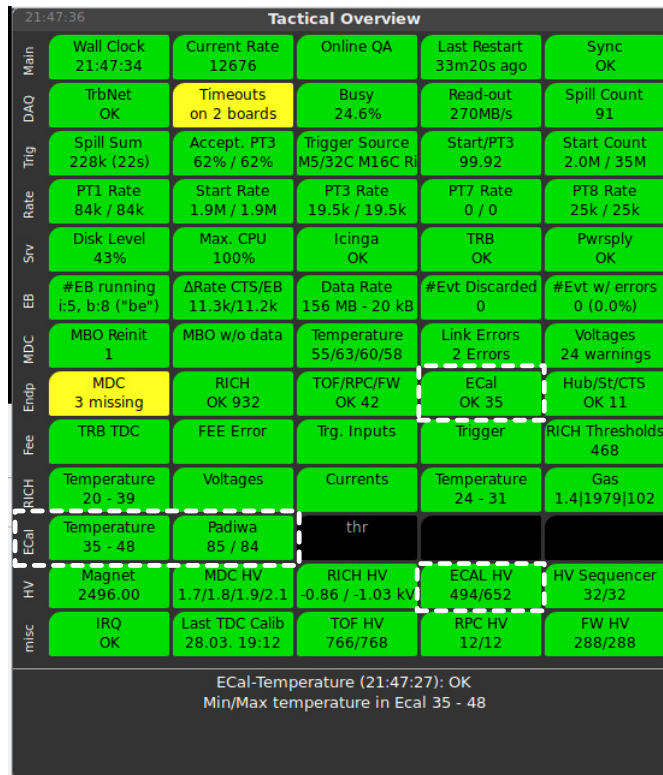 21:47:36
Tactical Overview
Main
Wall Clock
21:47:34
Current Rate
12676
Online QA
Last Restart
33m20s ago
Sync
OK
DAQ
TrbNet
OK
Timeouts
on 2 boards
Busy
24.6%
Read-out
270MB/s
Spill Count
91
Trig
Spill Sum
228k (22s)
Accept. PT3
62% / 62%
Trigger Source
M5/32C M16C Ri
Start/PT3
99.92
Start Count
2.0M / 35M
Rate
PT1 Rate
84k / 84k
Start Rate
1.9M / 1.9M
PT3 Rate
19.5k / 19.5k
PT7 Rate
0 / 0
PT8 Rate
25k / 25k
Srv
Disk Level
43%
Max. CPU
100%
Icinga
OK
TRB
OK
Pwrsply
OK
EB
#EB running
i:5, b:8 ("be")
ΔRate CTS/EB
11.3k/11.2k
Data Rate
156 MB - 20 kB
#Evt Discarded
0
#Evt w/ errors
0 (0.0%)
MDC
MBO Reinit
1
MBO w/o data
Temperature
55/63/60/58
Link Errors
2 Errors
Voltages
24 warnings
Endp
MDC
3 missing
RICH
OK 932
TOF/RPC/FW
OK 42
ECal
OK 35
Hub/St/CTS
OK 11
Fee
TRB TDC
FEE Error
Trg. Inputs
Trigger
RICH Thresholds
468
RICH
Temperature
20 - 39
Voltages
Currents
Temperature
24 - 31
Gas
1.4|1979|102
ECal
Temperature
35 - 48
Padiwa
85 / 84
thr
HV
Magnet
2496.00
MDC HV
1.7/1.8/1.9/2.1
RICH HV
-0.86 / -1.03 kV
ECAL HV
494/652
HV Sequencer
32/32
misc
IRQ
OK
Last TDC Calib
28.03. 19:12
TOF HV
766/768
RPC HV
12/12
FW HV
288/288
ECal-Temperature (21:47:27): OK
Min/Max temperature in Ecal 35 - 48